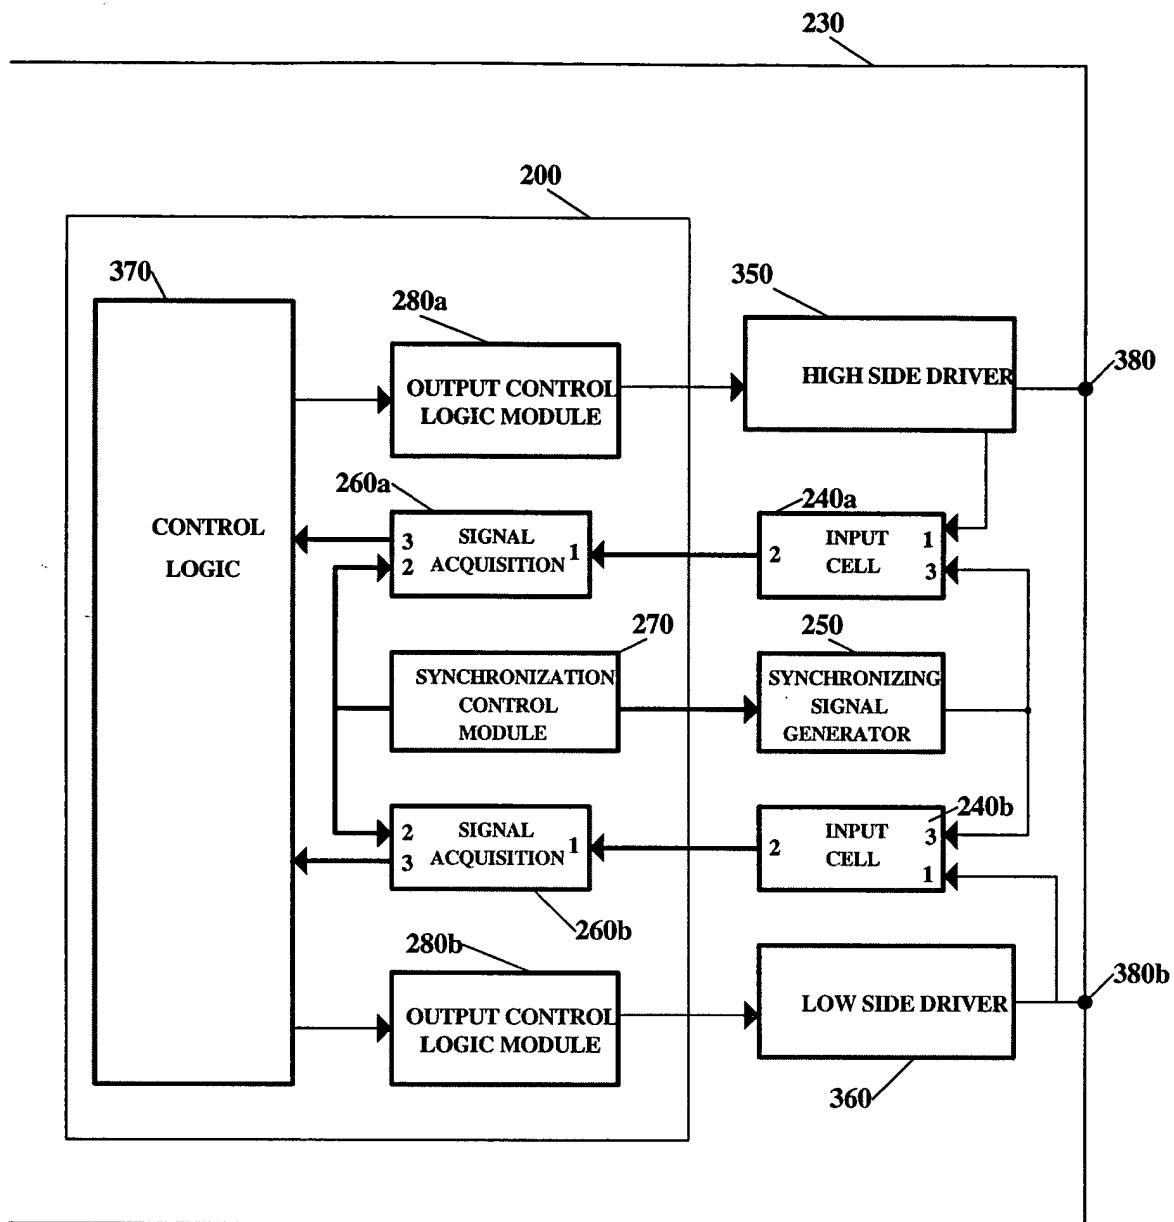 230
200
370
280a
350
OUTPUT CONTROL
LOGIC MODULE
HIGH SIDE DRIVER
380
260a
240a
CONTROL
LOGIC
3
2
SIGNAL
ACQUISITION
1
2
INPUT
CELL
1
3
270
250
SYNCHRONIZATION
CONTROL
MODULE
SYNCHRONIZING
SIGNAL
GENERATOR
240b
2
3
SIGNAL
ACQUISITION
1
2
INPUT
CELL
3
1
260b
280b
OUTPUT CONTROL
LOGIC MODULE
LOW SIDE DRIVER
380b
360